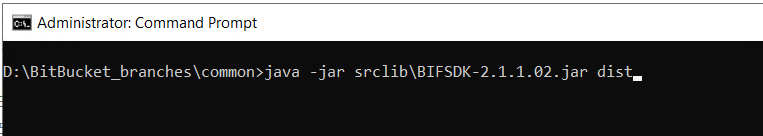 Administrator: Command Prompt
D:\BitBucket_branches\common>java -jar srclib\BIFSDK-2.1.1.02.jar dist